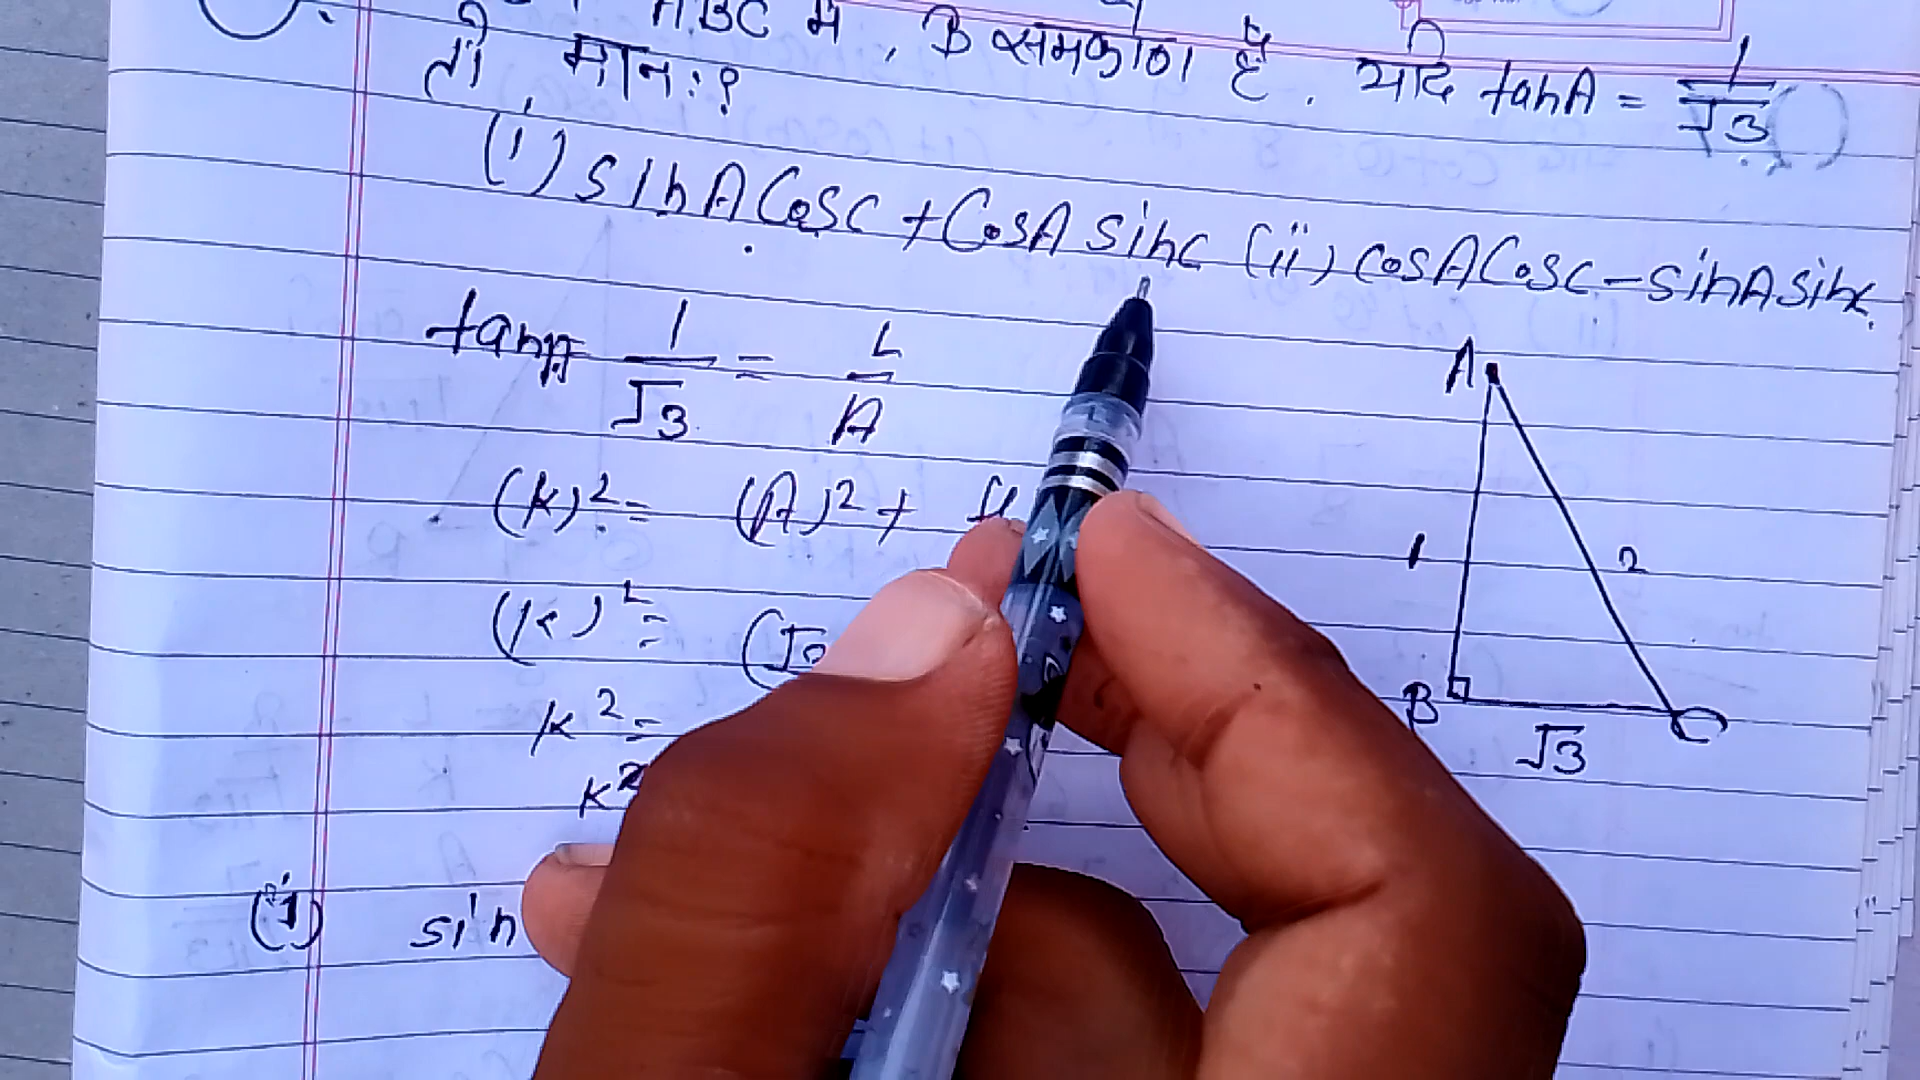 ABC में, B समकोण है. यदि tanA = 1/√3
तो मान:?
(i) sinA Cosc + CosA sinc (ii) cosA Cosc - sinA sinc.
tanA = 1/√3 = L/A
(k)² = (A)² +
(k)² = (√
k² =
k²
(i) sin
A
1
2
B
C
√3